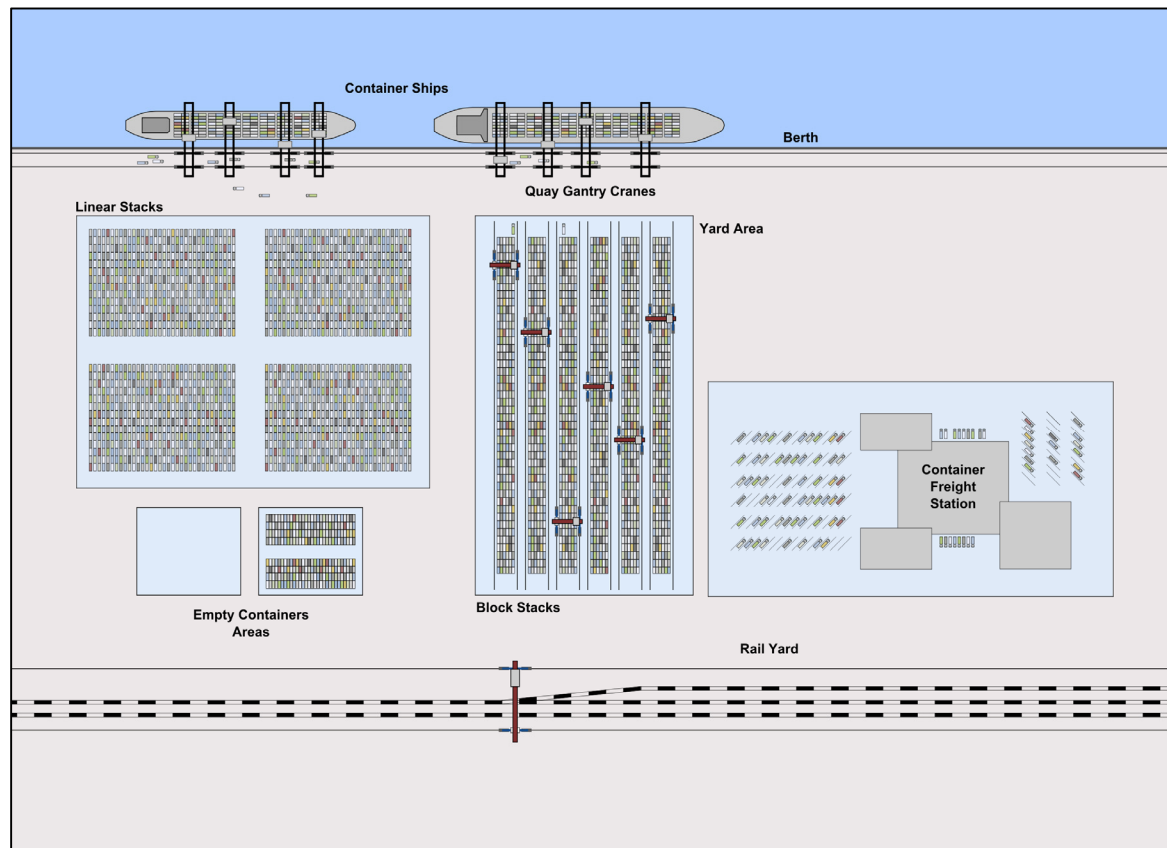 Container Ships
Berth
Quay Gantry Cranes
Linear Stacks
Yard Area
Container
Freight
Station
Block Stacks
Empty Containers
Areas
Rail Yard